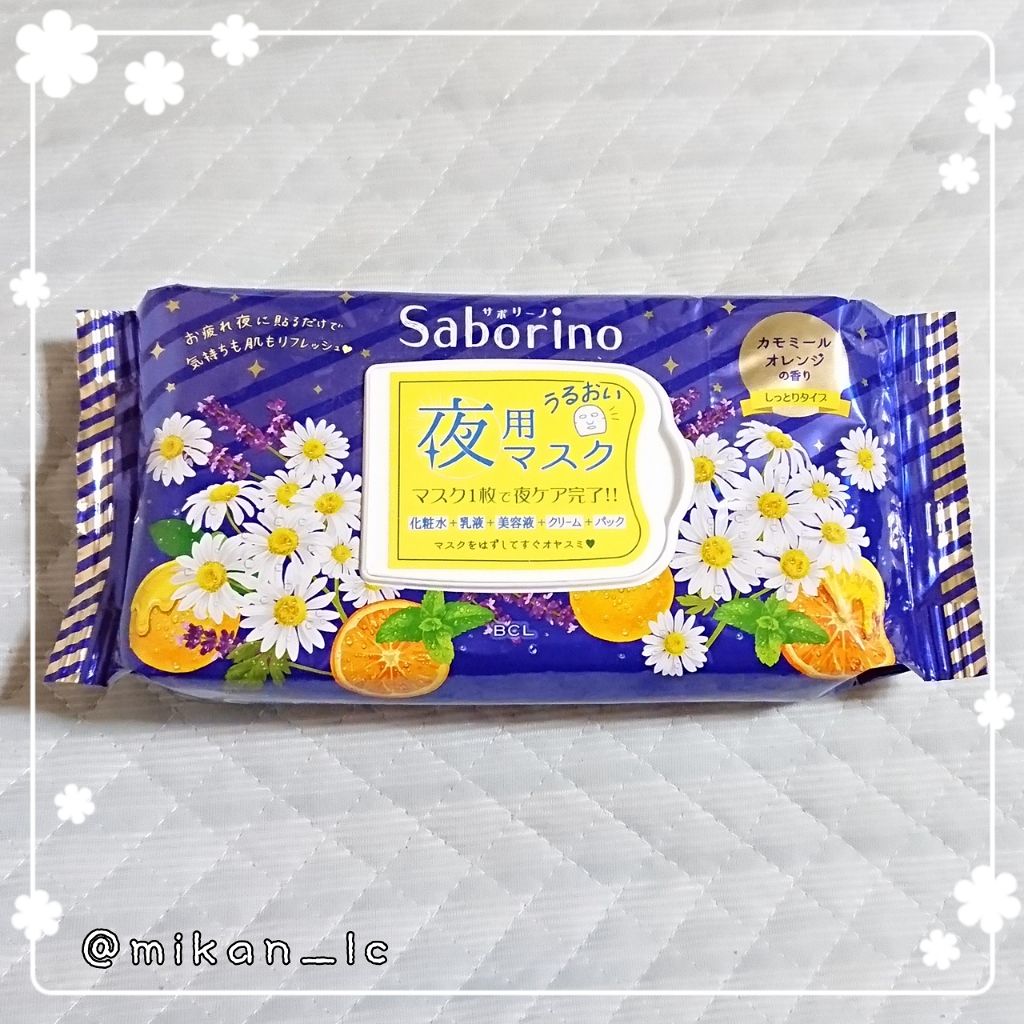 サボリーノ
Saborino
お疲れ夜に貼るだけで
気持ちも肌もリフレッシュ♥
カモミール
オレンジ
の香り
しっとりタイプ
うるおい
夜用マスク
マスク1枚で夜ケア完了!!
化粧水+乳液+美容液+クリーム+パック
マスクをはずしてすぐオヤスミ♥
BCL
@mikan_lc